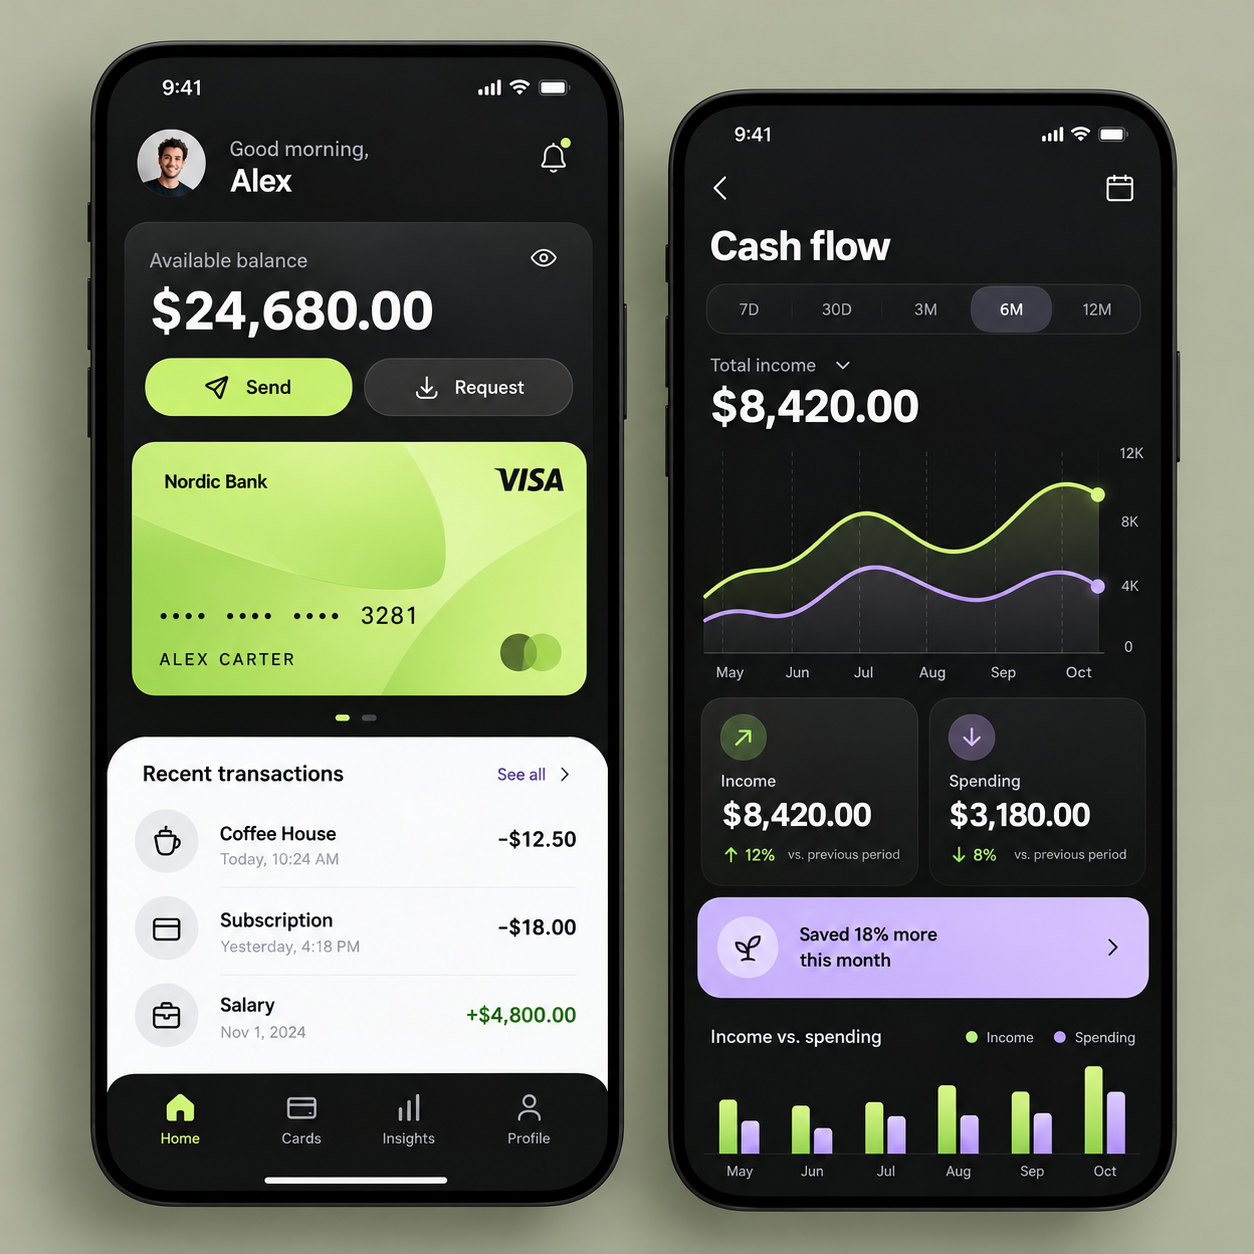 9:41
Good morning,
Alex
Available balance
$24,680.00
Send
Request
Nordic Bank
VISA
•••• •••• •••• 3281
ALEX CARTER
Recent transactions
See all
Coffee House
-$12.50
Today, 10:24 AM
Subscription
-$18.00
Yesterday, 4:18 PM
Salary
+$4,800.00
Nov 1, 2024
Home
Cards
Insights
Profile
9:41
Cash flow
7D 30D 3M 6M 12M
Total income
$8,420.00
12K
8K
4K
0
May Jun Jul Aug Sep Oct
Income
$8,420.00
↑ 12% vs. previous period
Spending
$3,180.00
↓ 8% vs. previous period
Saved 18% more
this month
Income vs. spending
Income
Spending
May Jun Jul Aug Sep Oct